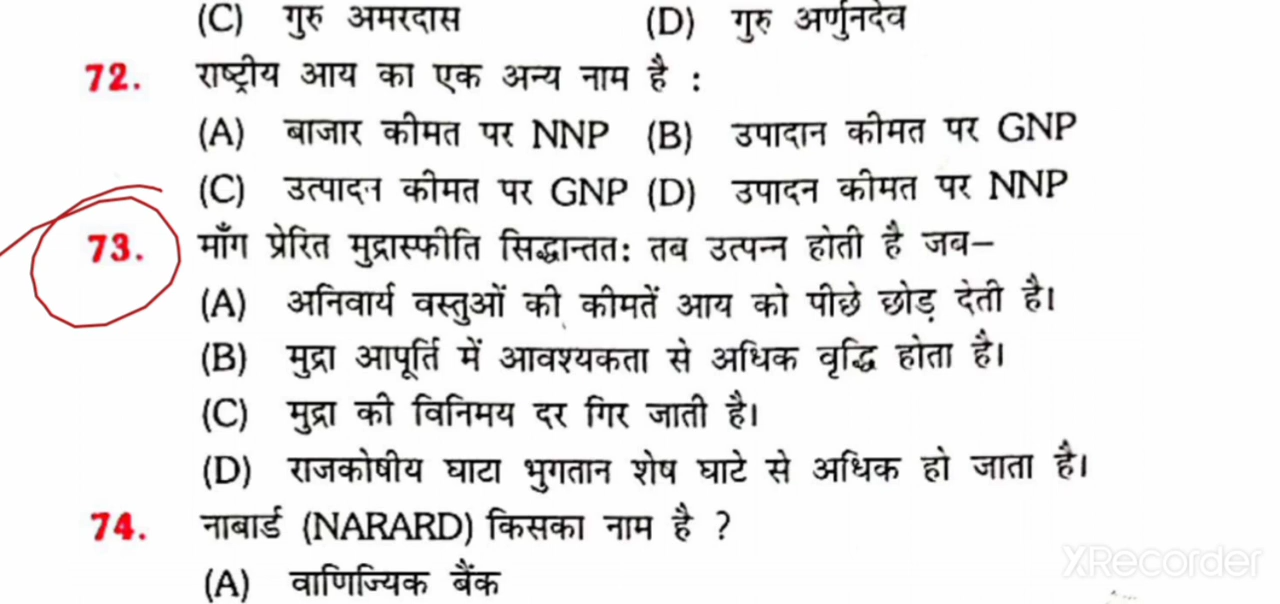 (C) गुरु अमरदास (D) गुरु अर्णुनदेव
72. राष्ट्रीय आय का एक अन्य नाम है :
(A) बाजार कीमत पर NNP (B) उपादान कीमत पर GNP
(C) उत्पादन कीमत पर GNP (D) उपादन कीमत पर NNP
73. माँग प्रेरित मुद्रास्फीति सिद्धान्ततः तब उत्पन्न होती है जब–
(A) अनिवार्य वस्तुओं की कीमतें आय को पीछे छोड़ देती है।
(B) मुद्रा आपूर्ति में आवश्यकता से अधिक वृद्धि होता है।
(C) मुद्रा की विनिमय दर गिर जाती है।
(D) राजकोषीय घाटा भुगतान शेष घाटे से अधिक हो जाता है।
74. नाबार्ड (NARARD) किसका नाम है ?
(A) वाणिज्यिक बैंक
XRecorder